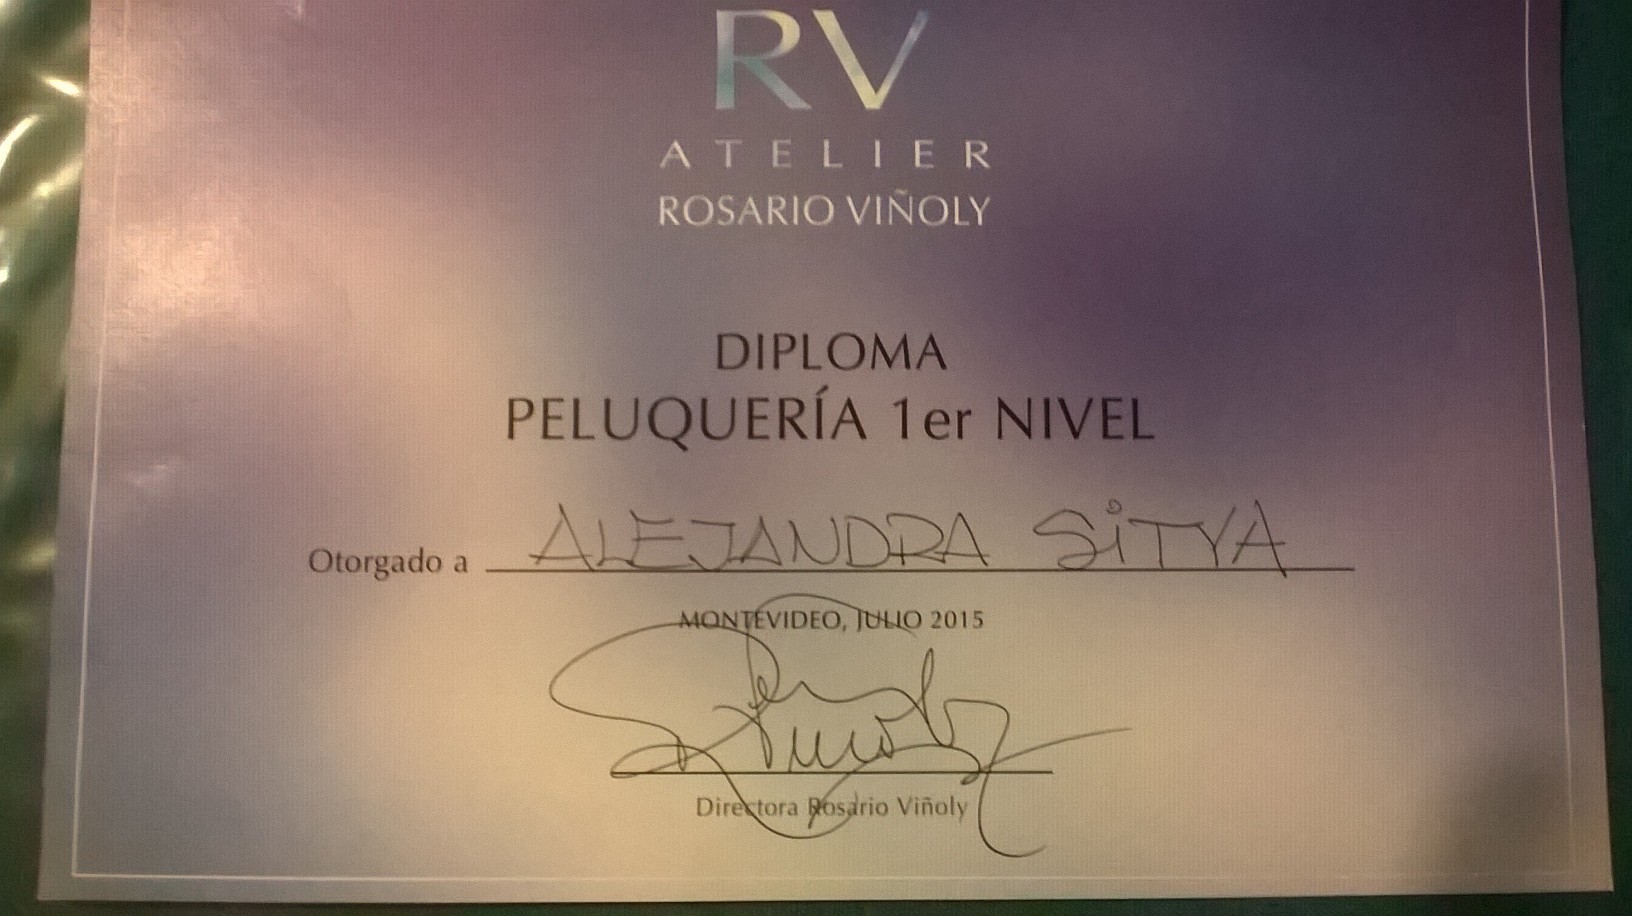 RV
ATELIER
ROSARIO VIÑOLY
DIPLOMA
PELUQUERÍA 1er NIVEL
Otorgado a ALEJANDRA SiTYA
MONTEVIDEO, JULIO 2015
Directora Rosario Viñoly